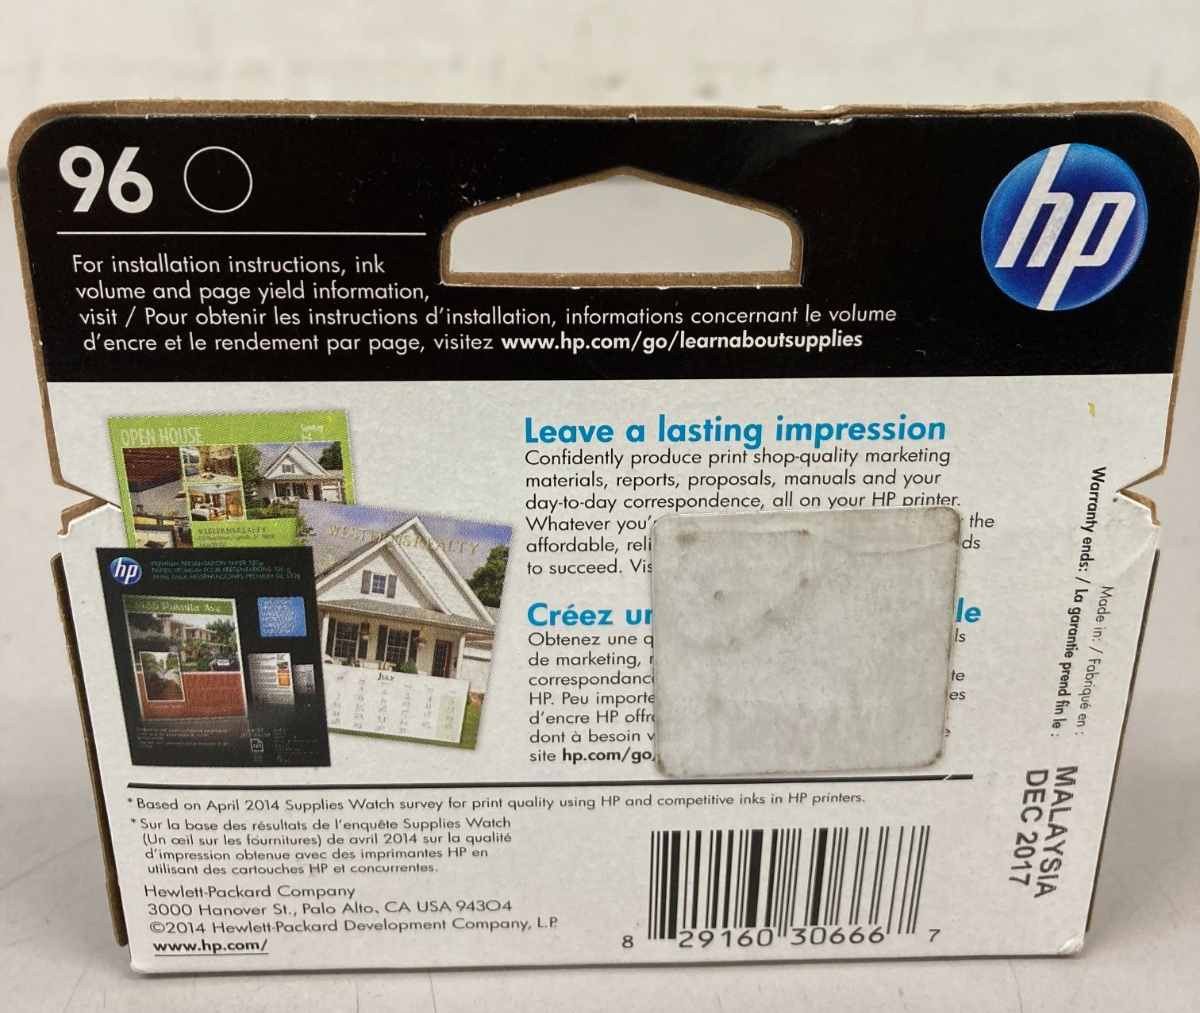 96
hp
For installation instructions, ink
volume and page yield information,
visit / Pour obtenir les instructions d'installation, informations concernant le volume
d'encre et le rendement par page, visitez www.hp.com/go/learnaboutsupplies
OPEN HOUSE
hp
Palmila Ave
JULY
Leave a lasting impression
Confidently produce print shop-quality marketing
materials, reports, proposals, manuals and your
day-to-day correspondence, all on your HP printer.
Whatever you' the
affordable, ds
to succeed.
Créez
Obtenez une
de marketing,
HP. Peu importe
d'encre HP
dont à besoin
site hp.com/go
Warranty ends: / La garantie prend fin le :
Made in: / Fabriqué en :
MALAYSIA
DEC 2017
* Based on April 2014 Supplies Watch survey for print quality using HP and competitive inks in HP printers.
* Sur la base des résultats de l'enquête Supplies Watch
(Un œil sur les fournitures) de avril 2014 sur la qualité
d'impression obtenue avec des imprimantes HP en
utilisant des cartouches HP et concurrentes.
Hewlett-Packard Company
3000 Hanover St., Palo Alto, CA USA 94304
©2014 Hewlett-Packard Development Company, L.P.
www.hp.com/
8 29160 30666 7